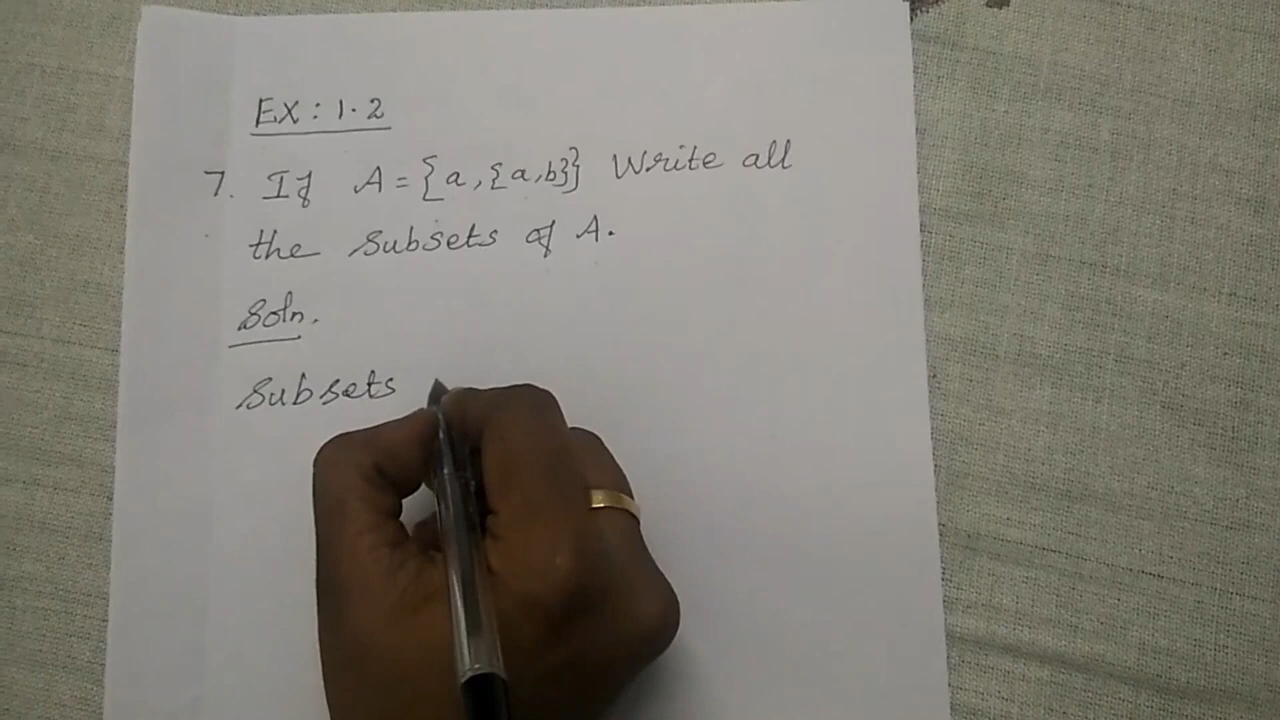 Ex : 1.2
7. If A = {a, {a,b}} Write all
the Subsets of A.
Soln.
Subsets